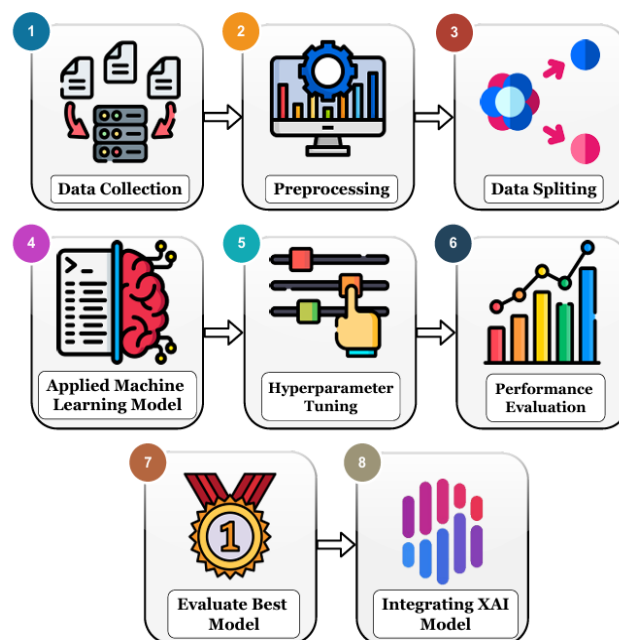 1
2
3
Data Collection
Preprocessing
Data Spliting
4
5
6
>_
Applied Machine
Learning Model
Hyperparameter
Tuning
Performance
Evaluation
7
8
1
Evaluate Best
Model
Integrating XAI
Model